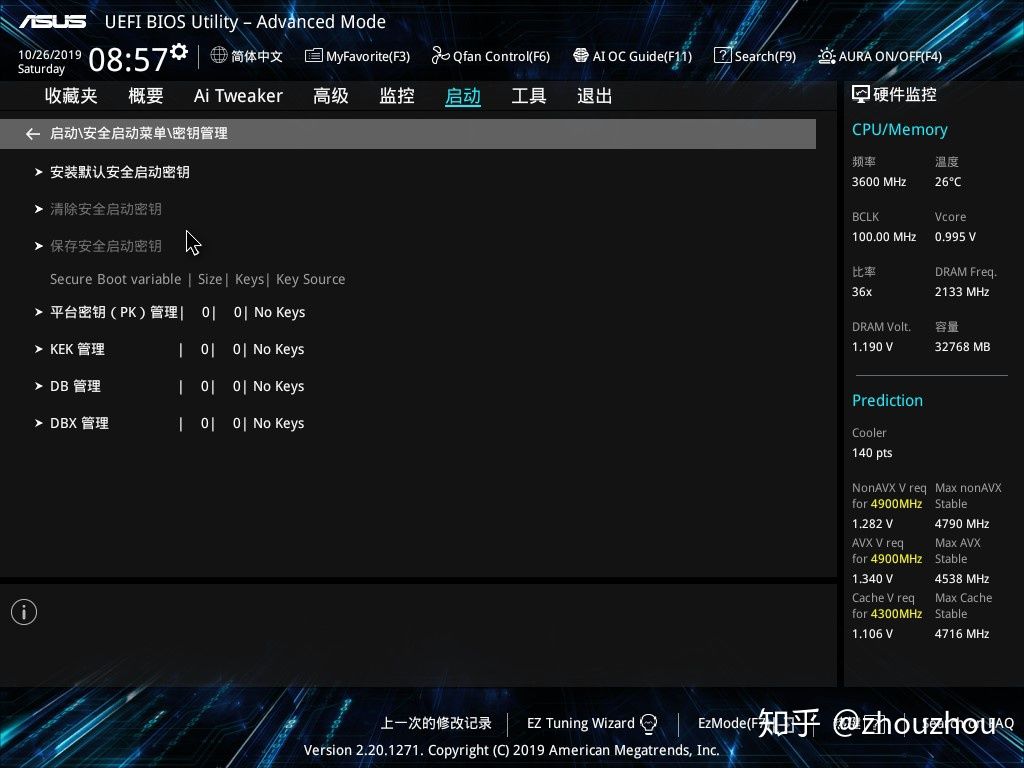 ASUS UEFI BIOS Utility – Advanced Mode
10/26/2019 Saturday 08:57 简体中文 MyFavorite(F3) Qfan Control(F6) AI OC Guide(F11) Search(F9) AURA ON/OFF(F4)
收藏夹 概要 Ai Tweaker 高级 监控 启动 工具 退出
← 启动\安全启动菜单\密钥管理
➤ 安装默认安全启动密钥
➤ 清除安全启动密钥
➤ 保存安全启动密钥
Secure Boot variable | Size| Keys| Key Source
➤ 平台密钥 ( PK ) 管理| 0| 0| No Keys
➤ KEK 管理 | 0| 0| No Keys
➤ DB 管理 | 0| 0| No Keys
➤ DBX 管理 | 0| 0| No Keys
硬件监控
CPU/Memory
频率 温度
3600 MHz 26°C
BCLK Vcore
100.00 MHz 0.995 V
比率 DRAM Freq.
36x 2133 MHz
DRAM Volt. 容量
1.190 V 32768 MB
Prediction
Cooler
140 pts
NonAVX V req Max nonAVX
for 4900MHz Stable
1.282 V 4790 MHz
AVX V req Max AVX
for 4900MHz Stable
1.340 V 4538 MHz
Cache V req Max Cache
for 4300MHz Stable
1.106 V 4716 MHz
上一次的修改记录 EZ Tuning Wizard EzMode(F Search on FAQ
知乎 @zhouzhou
Version 2.20.1271. Copyright (C) 2019 American Megatrends, Inc.